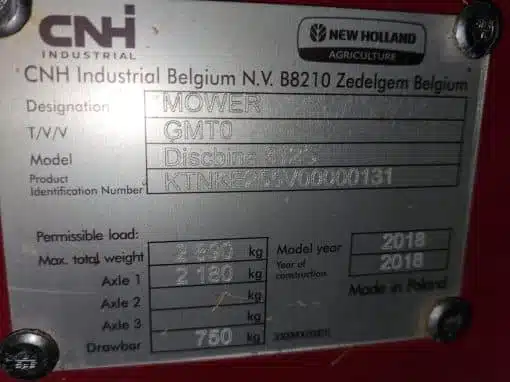 CNH
INDUSTRIAL
NEW HOLLAND
AGRICULTURE
CNH Industrial Belgium N.V. B8210 Zedelgem Belgium
Designation MOWER
T/V/V GMT0
Model Discbine
Product
Identification Number
Permissible load:
Max. total weight kg
Axle 1 2 180 kg
Axle 2 kg
Axle 3 kg
Drawbar 750 kg
Model year 2018
Year of
construction 2018
Made in Poland